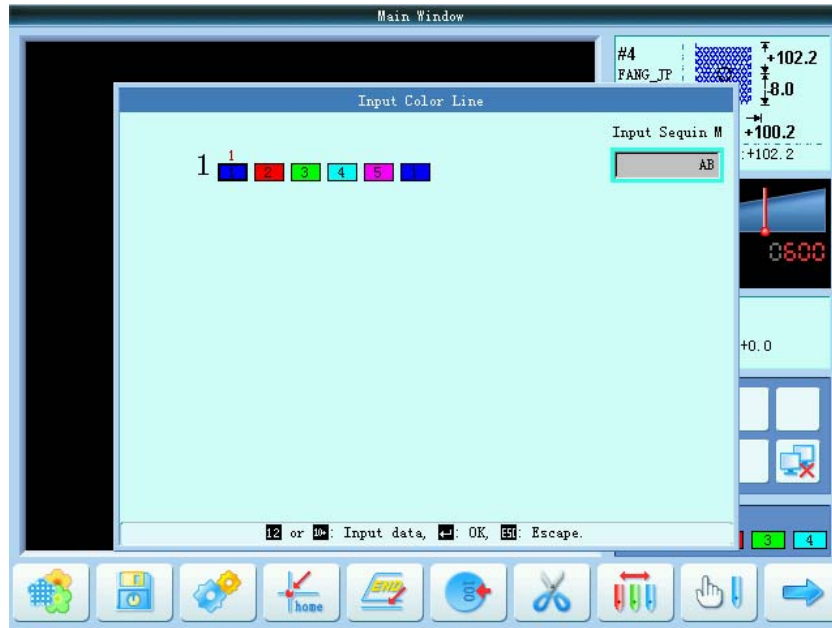 Main Window
#4
FANG_JP
+102.2
8.0
+100.2
:+102.2
Input Color Line
Input Sequin M
AB
1
1
1 2 3 4 5 1
0600
+0.0
12 or 10+: Input data, ↵: OK, ESC: Escape.
3 4
home
END
100